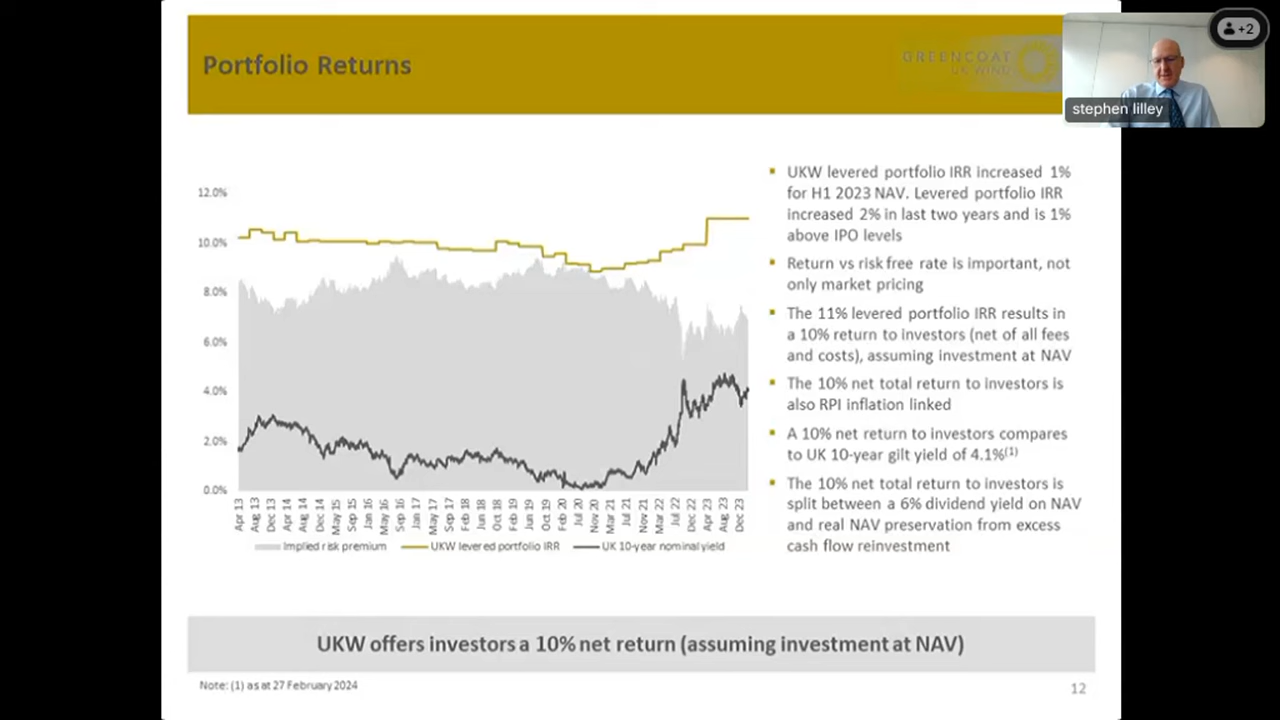 Portfolio Returns
GREENCOAT
UK WIND
+2
stephen lilley
12.0%
10.0%
8.0%
6.0%
4.0%
2.0%
0.0%
Apr 13
Aug 13
Dec 13
Apr 14
Aug 14
Dec 14
May 15
Sep 15
Jan 16
May 16
Sep 16
Jan 17
May 17
Sep 17
Feb 18
Jun 18
Oct 18
Feb 19
Jun 19
Oct 19
Feb 20
Jul 20
Nov 20
Mar 21
Jul 21
Nov 21
Mar 22
Jul 22
Dec 22
Apr 23
Aug 23
Dec 23
Implied risk premium
UKW levered portfolio IRR
UK 10-year nominal yield
▪ UKW levered portfolio IRR increased 1%
for H1 2023 NAV. Levered portfolio IRR
increased 2% in last two years and is 1%
above IPO levels
▪ Return vs risk free rate is important, not
only market pricing
▪ The 11% levered portfolio IRR results in
a 10% return to investors (net of all fees
and costs), assuming investment at NAV
▪ The 10% net total return to investors is
also RPI inflation linked
▪ A 10% net return to investors compares
to UK 10-year gilt yield of 4.1%(1)
▪ The 10% net total return to investors is
split between a 6% dividend yield on NAV
and real NAV preservation from excess
cash flow reinvestment
UKW offers investors a 10% net return (assuming investment at NAV)
Note: (1) as at 27 February 2024
12